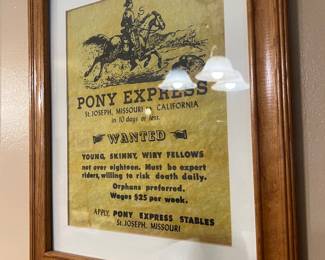 PONY EXPRESS
St. JOSEPH, MISSOURI to CALIFORNIA
in 10 days or less.
WANTED
YOUNG, SKINNY, WIRY FELLOWS
not over eighteen. Must be expert
riders, willing to risk death daily.
Orphans preferred.
Wages $25 per week.
APPLY, PONY EXPRESS STABLES
St. JOSEPH, MISSOURI